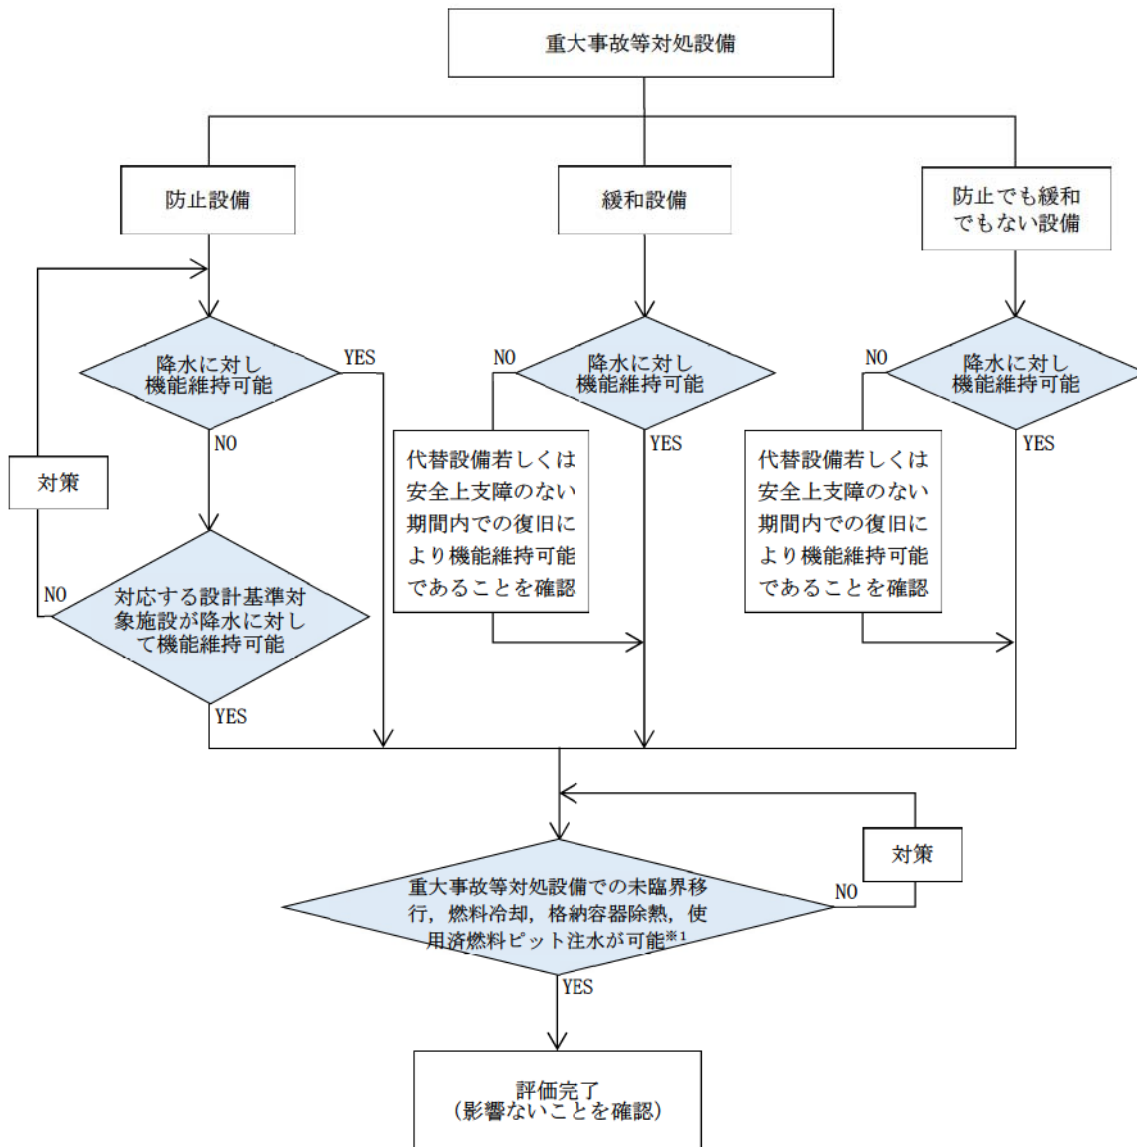 重大事故等対処設備
防止設備
緩和設備
防止でも緩和
でもない設備
降水に対し
機能維持可能
YES
NO
降水に対し
機能維持可能
NO
YES
降水に対し
機能維持可能
NO
YES
対策
代替設備若しくは
安全上支障のない
期間内での復旧に
より機能維持可能
であることを確認
代替設備若しくは
安全上支障のない
期間内での復旧に
より機能維持可能
であることを確認
対応する設計基準対
象施設が降水に対し
て機能維持可能
NO
YES
対策
重大事故等対処設備での未臨界移
行，燃料冷却，格納容器除熱，使
用済燃料ピット注水が可能※1
NO
YES
評価完了
（影響ないことを確認）